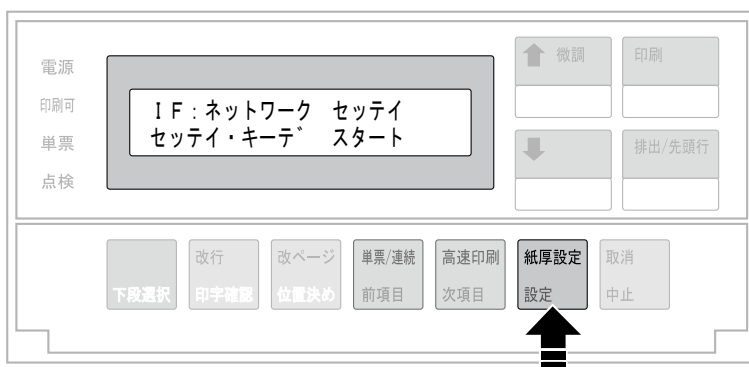 電源
印刷可
単票
点検
ＩＦ：ネットワーク　セッテイ
セッテイ・キーデ゛　スタート
微調
印刷
排出/先頭行
下段選択
改行
印字確認
改ページ
位置決め
単票/連続
前項目
高速印刷
次項目
紙厚設定
設定
取消
中止